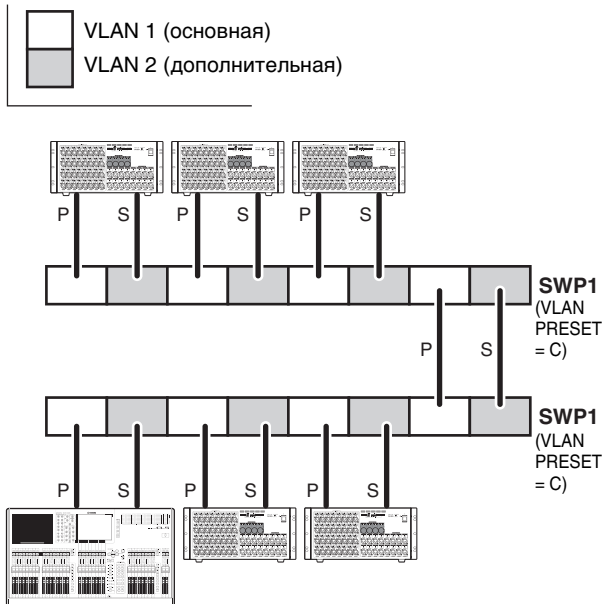 VLAN 1 (основная)
VLAN 2 (дополнительная)
P S P S P S
SWP1
(VLAN
PRESET
= C)
P S
SWP1
(VLAN
PRESET
= C)
P S P S P S